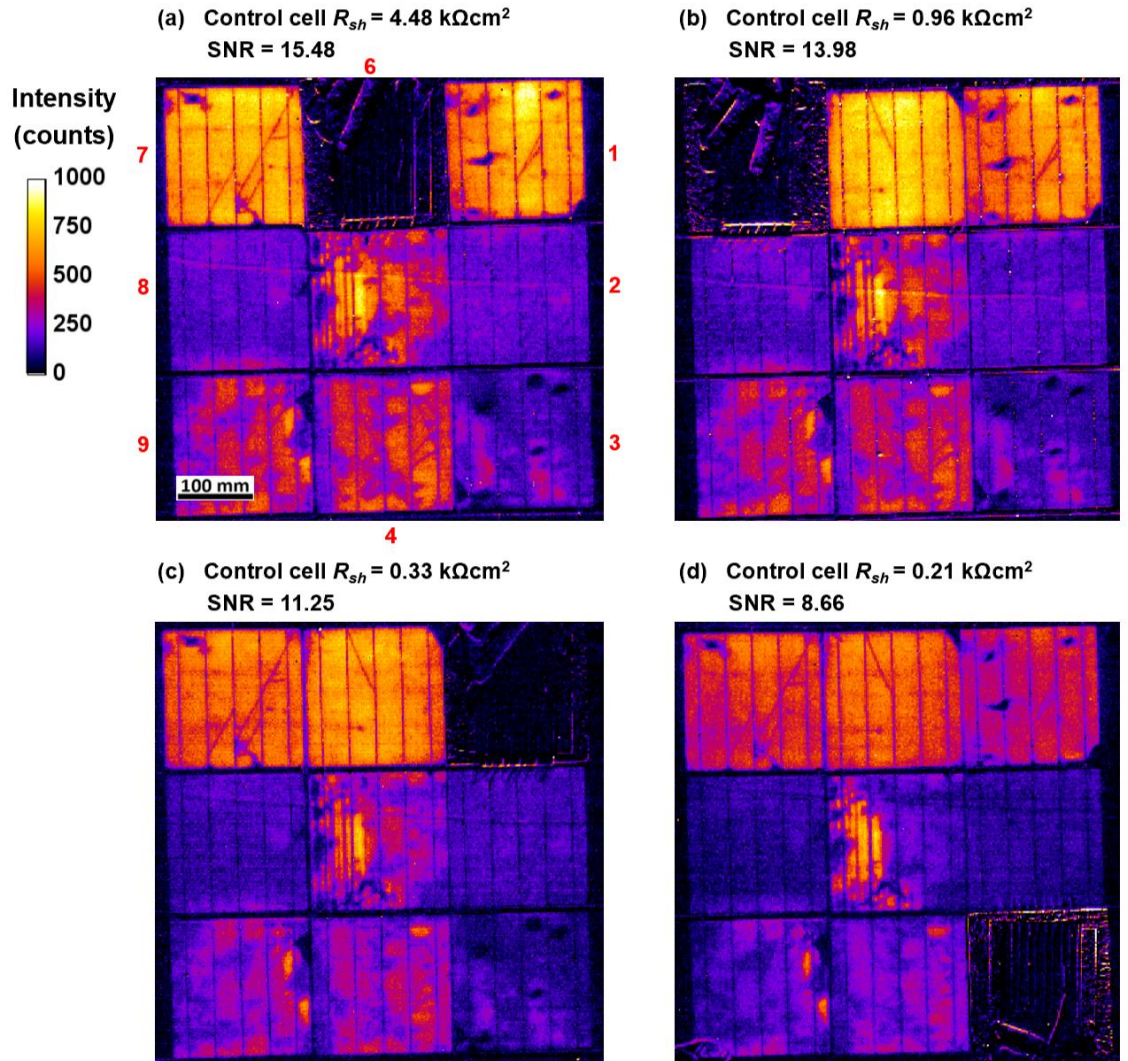 (a) Control cell Rsh = 4.48 kΩcm²
SNR = 15.48
(b) Control cell Rsh = 0.96 kΩcm²
SNR = 13.98
Intensity
(counts)
1000
750
500
250
0
6
7
1
8
2
9
3
4
100 mm
(c) Control cell Rsh = 0.33 kΩcm²
SNR = 11.25
(d) Control cell Rsh = 0.21 kΩcm²
SNR = 8.66